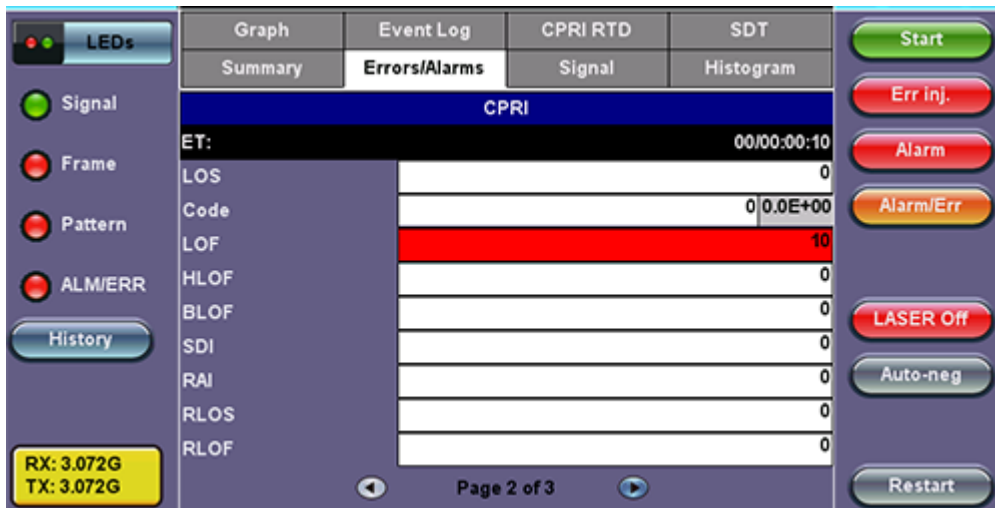 LEDs
Signal
Frame
Pattern
ALM/ERR
History
RX: 3.072G
TX: 3.072G
Graph Event Log CPRI RTD SDT
Summary Errors/Alarms Signal Histogram
CPRI
ET: 00/00:00:10
LOS 0
Code 0 0.0E+00
LOF 10
HLOF 0
BLOF 0
SDI 0
RAI 0
RLOS 0
RLOF 0
Page 2 of 3
Start
Err inj.
Alarm
Alarm/Err
LASER Off
Auto-neg
Restart